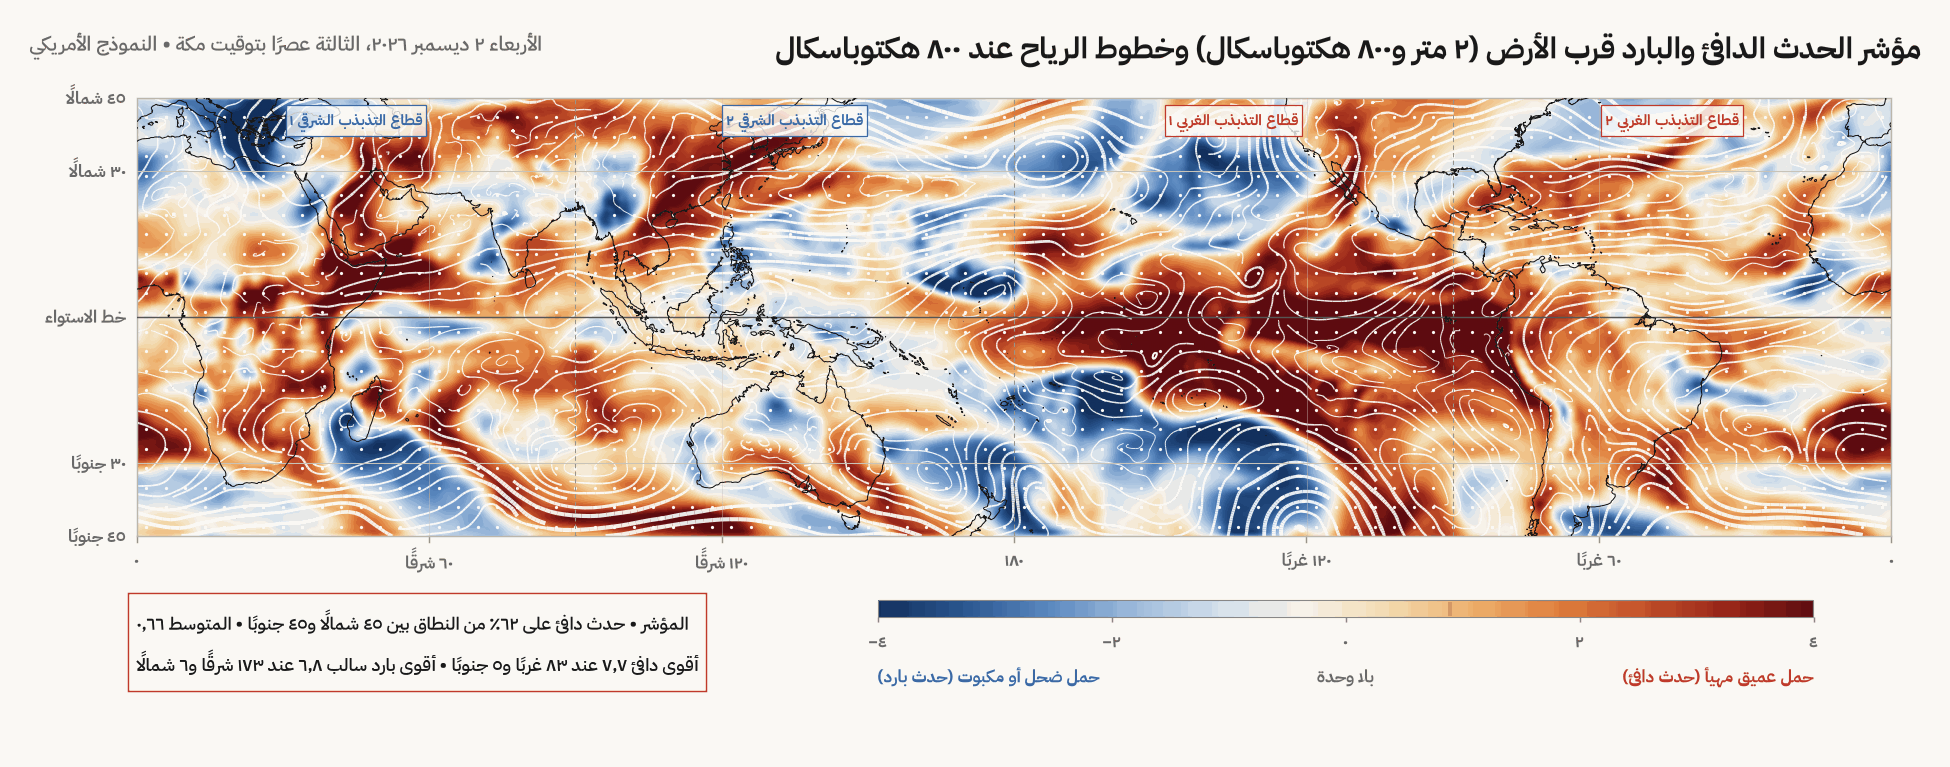 مؤشر الحدث الدافئ والبارد قرب الأرض (٢ متر و٨٠٠ هكتوباسكال) وخطوط الرياح عند ٨٠٠ هكتوباسكال
الأربعاء ٢ ديسمبر ٢٠٢٦، الثالثة عصرًا بتوقيت مكة • النموذج الأمريكي
قطاع التذبذب الشرقي ١
قطاع التذبذب الشرقي ٢
قطاع التذبذب الغربي ١
قطاع التذبذب الغربي ٢
٤٥ شمالًا
٣٠ شمالًا
خط الاستواء
٣٠ جنوبًا
٤٥ جنوبًا
٠
٦٠ شرقًا
١٢٠ شرقًا
١٨٠
١٢٠ غربًا
٦٠ غربًا
٠
المؤشر • حدث دافئ على ٦٢٪ من النطاق بين ٤٥ شمالًا و٤٥ جنوبًا • المتوسط ٠,٦٦
أقوى دافئ ٧,٧ عند ٨٣ غربًا و٥ جنوبًا • أقوى بارد سالب ٦,٨ عند ١٧٣ شرقًا و٦ شمالًا
−٤
−٢
٠
٢
٤
حمل ضحل أو مكبوت (حدث بارد)
بلا وحدة
حمل عميق مهيأ (حدث دافئ)